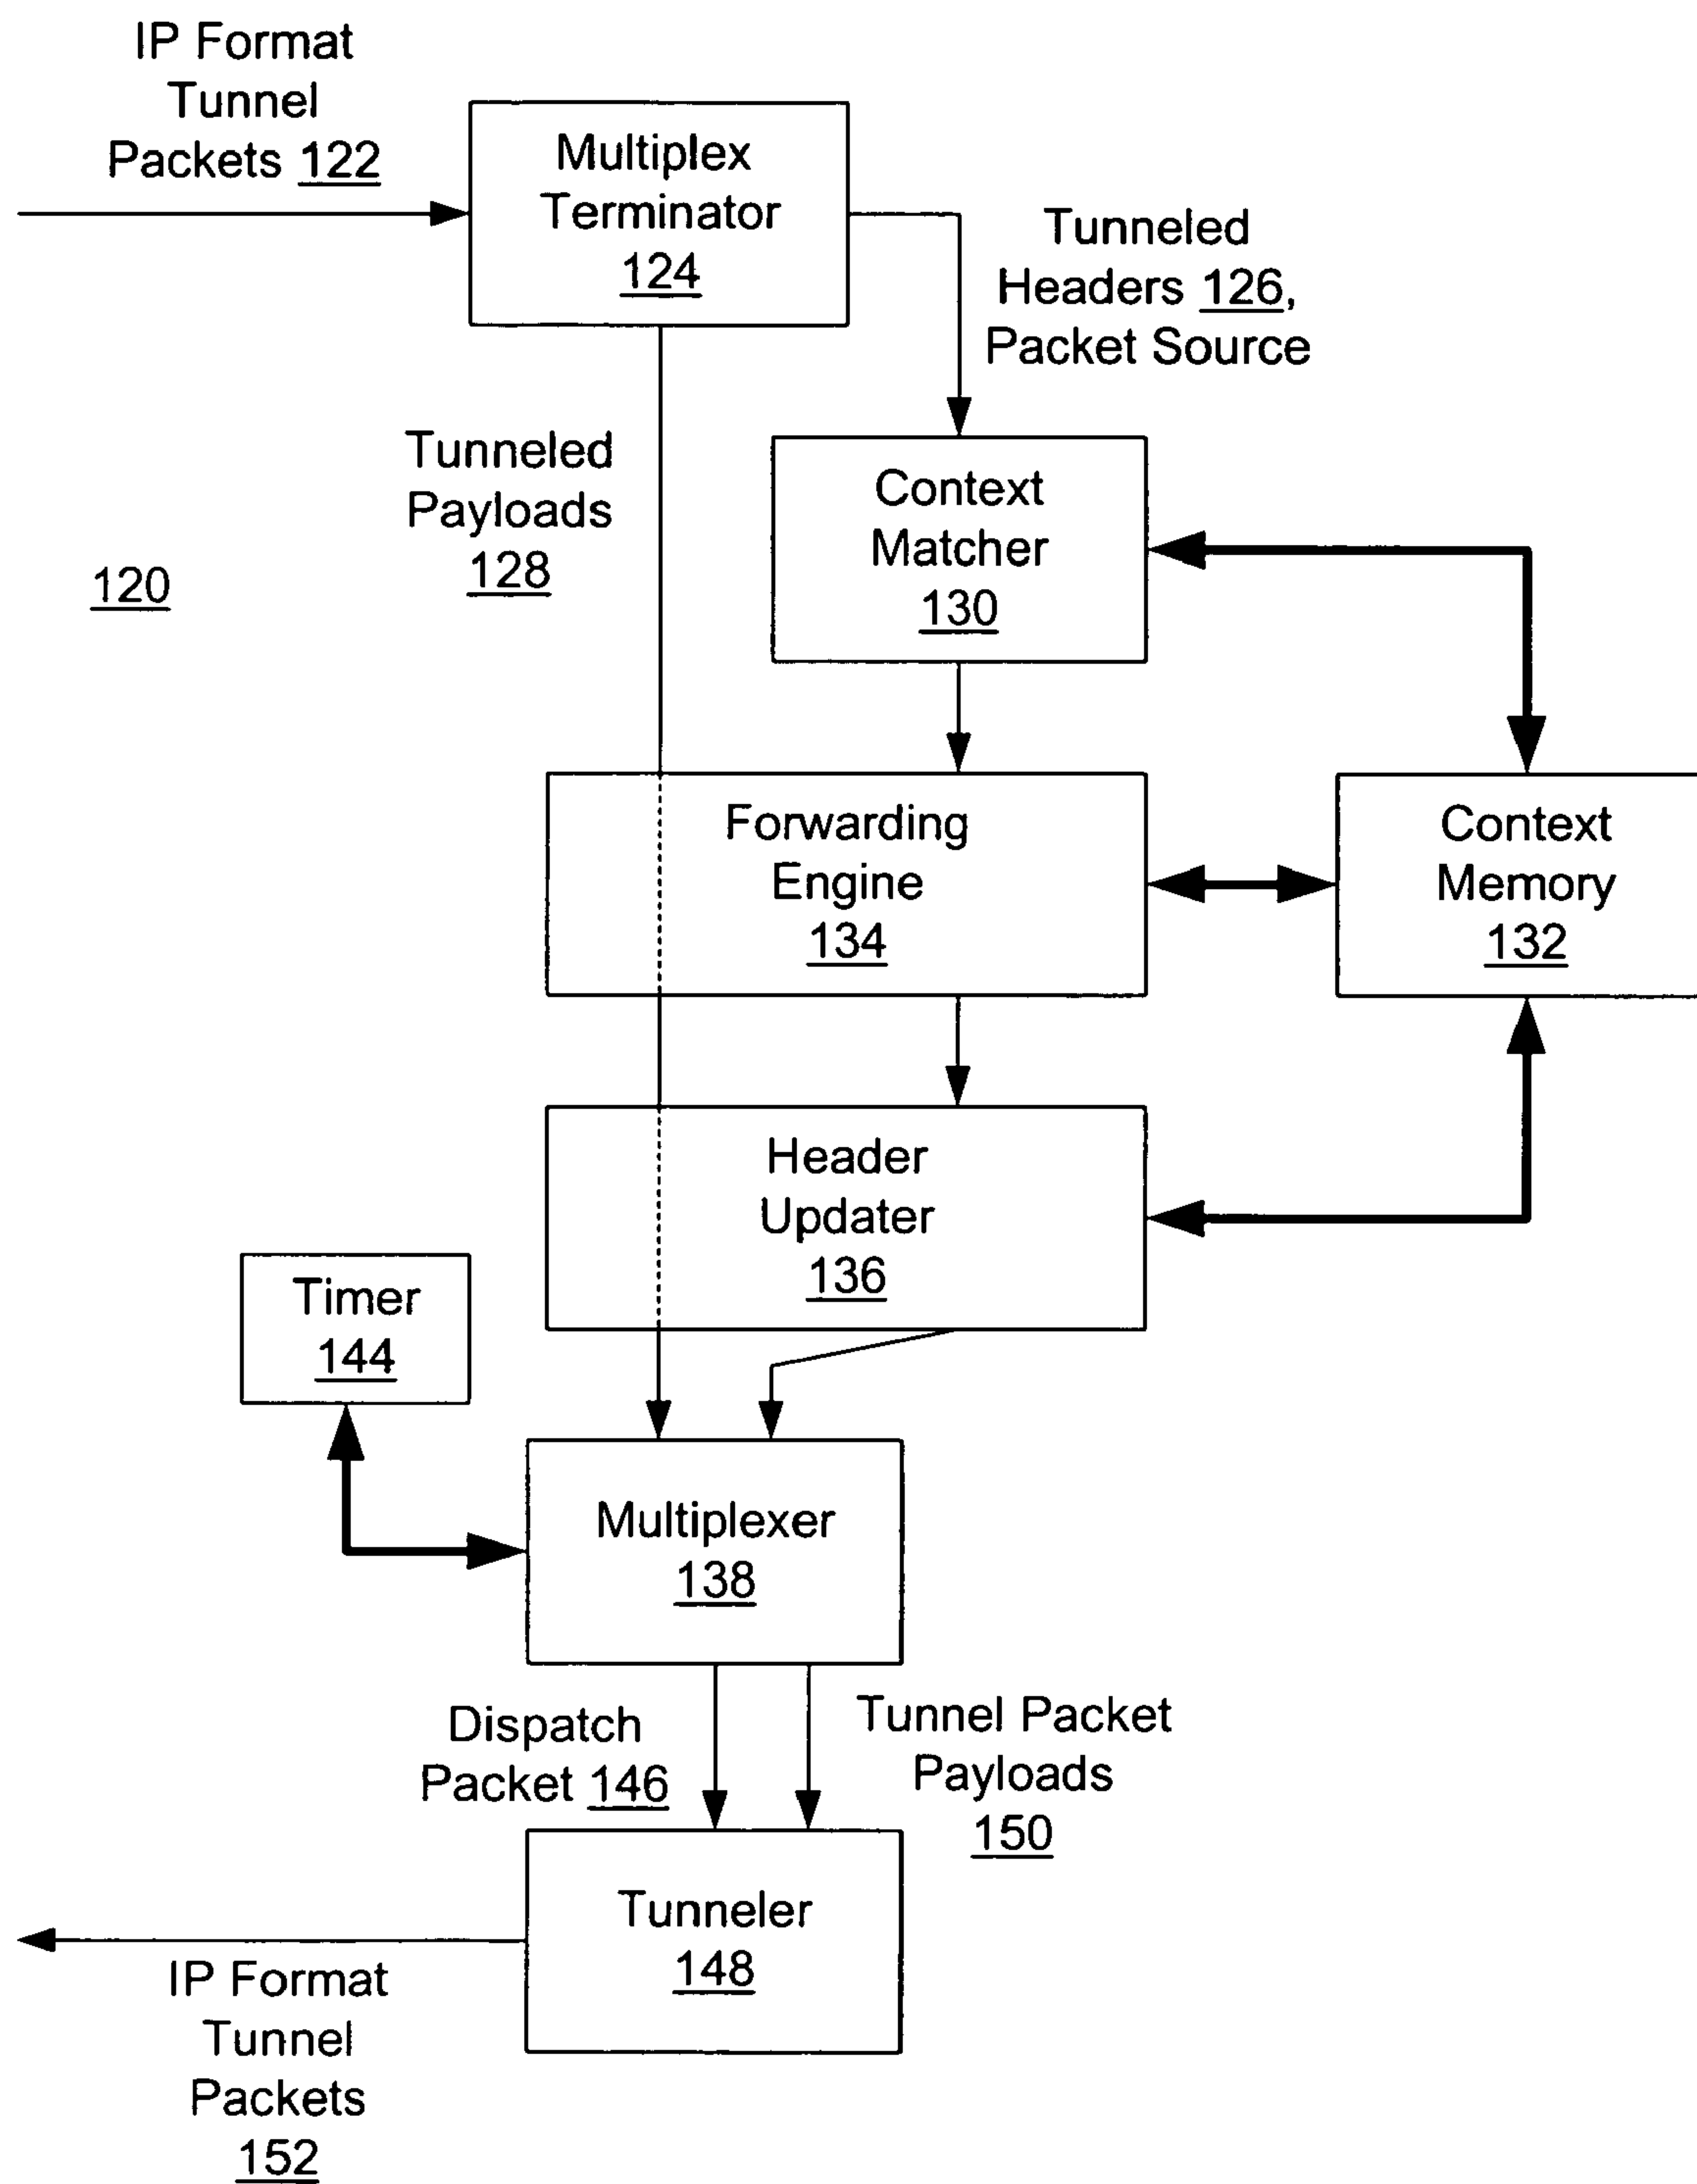 IP Format
Tunnel
Packets 122
Multiplex
Terminator
124
Tunneled
Headers 126,
Packet Source
Tunneled
Payloads
128
Context
Matcher
130
120
Forwarding
Engine
134
Context
Memory
132
Header
Updater
136
Timer
144
Multiplexer
138
Dispatch
Packet 146
Tunnel Packet
Payloads
150
Tunneler
148
IP Format
Tunnel
Packets
152